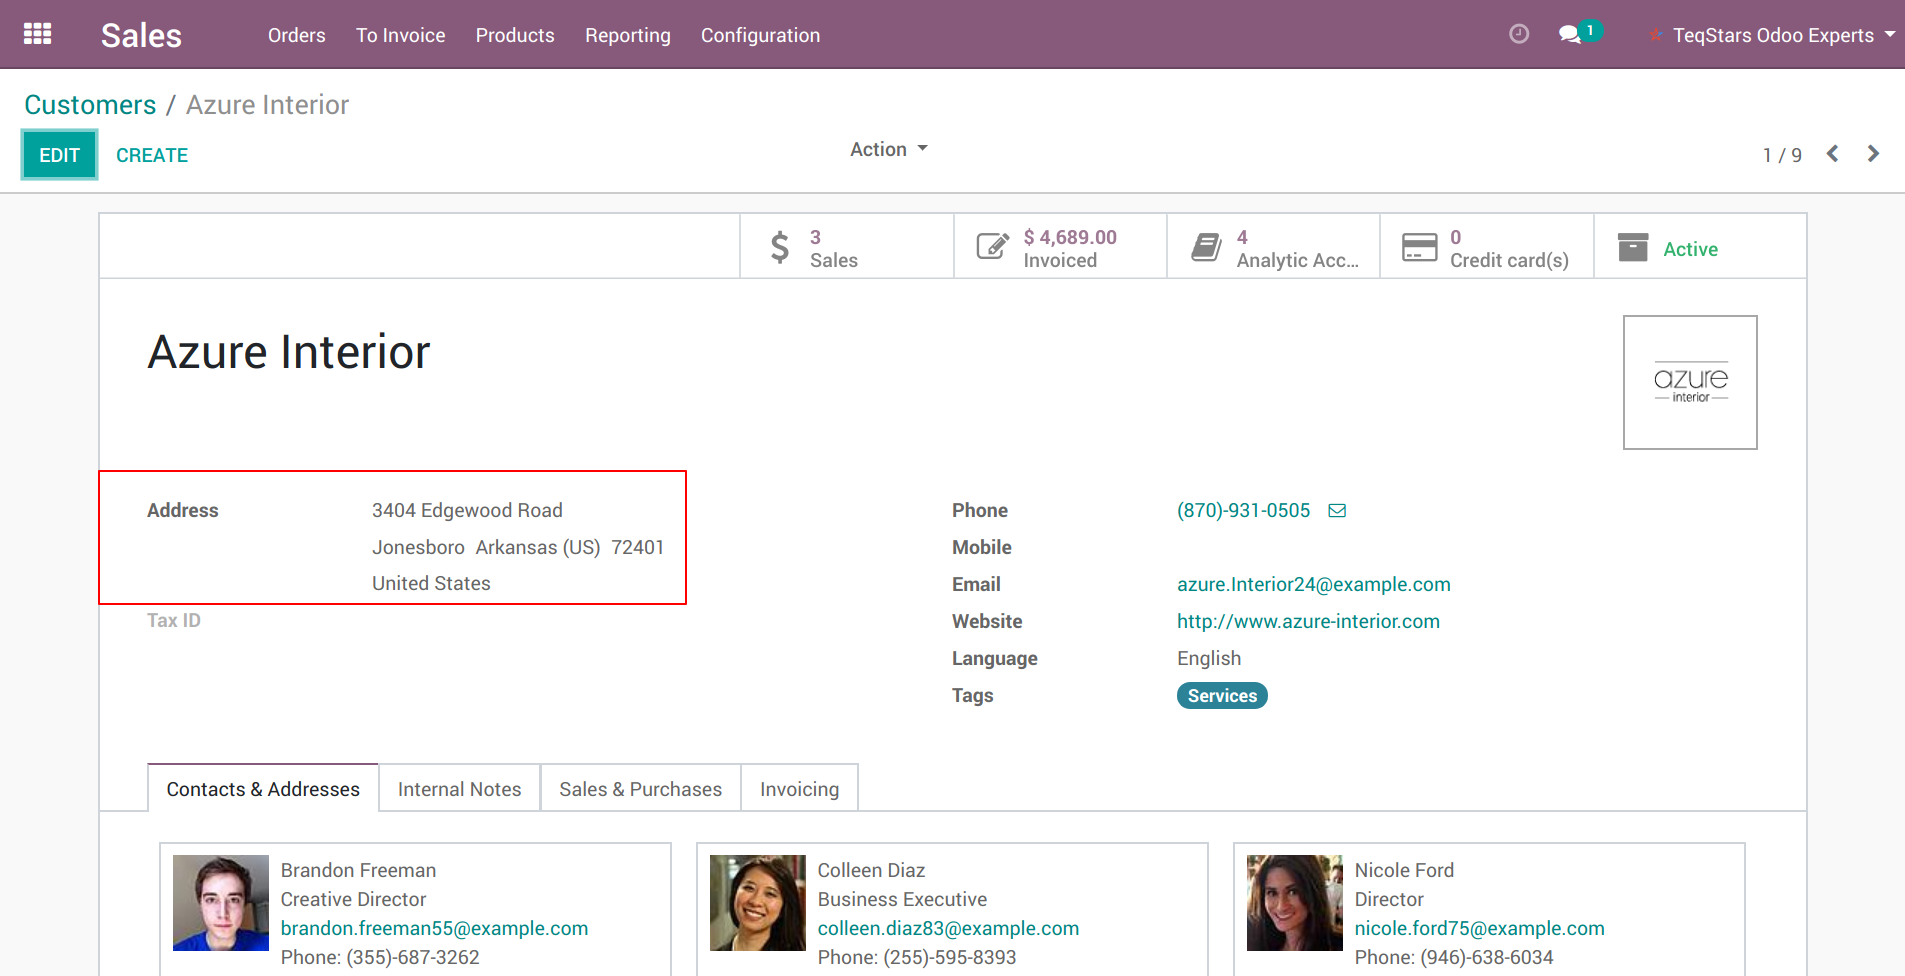 Sales Orders To Invoice Products Reporting Configuration 1 TeqStars Odoo Experts
Customers / Azure Interior
EDIT CREATE Action 1 / 9
3 Sales
$ 4,689.00 Invoiced
4 Analytic Acc...
0 Credit card(s)
Active
Azure Interior
azure
interior
Address 3404 Edgewood Road
Jonesboro Arkansas (US) 72401
United States
Tax ID
Phone (870)-931-0505
Mobile
Email azure.Interior24@example.com
Website http://www.azure-interior.com
Language English
Tags Services
Contacts & Addresses Internal Notes Sales & Purchases Invoicing
Brandon Freeman
Creative Director
brandon.freeman55@example.com
Phone: (355)-687-3262
Colleen Diaz
Business Executive
colleen.diaz83@example.com
Phone: (255)-595-8393
Nicole Ford
Director
nicole.ford75@example.com
Phone: (946)-638-6034